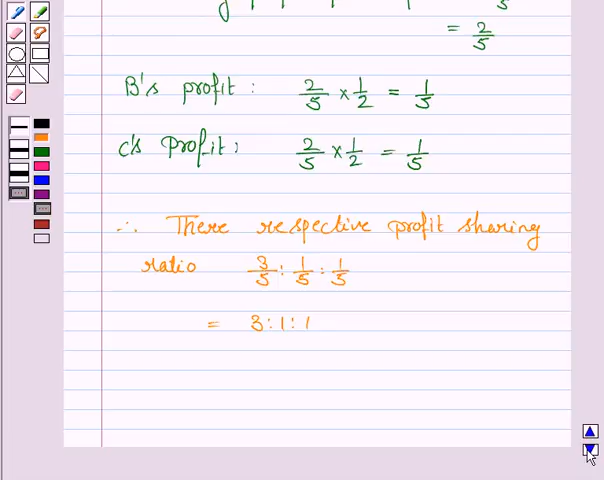 5
= 2/5
B's profit: 2/5 × 1/2 = 1/5
C's Profit: 2/5 × 1/2 = 1/5
∴ There respective profit sharing
ratio 3/5 : 1/5 : 1/5
= 3 : 1 : 1